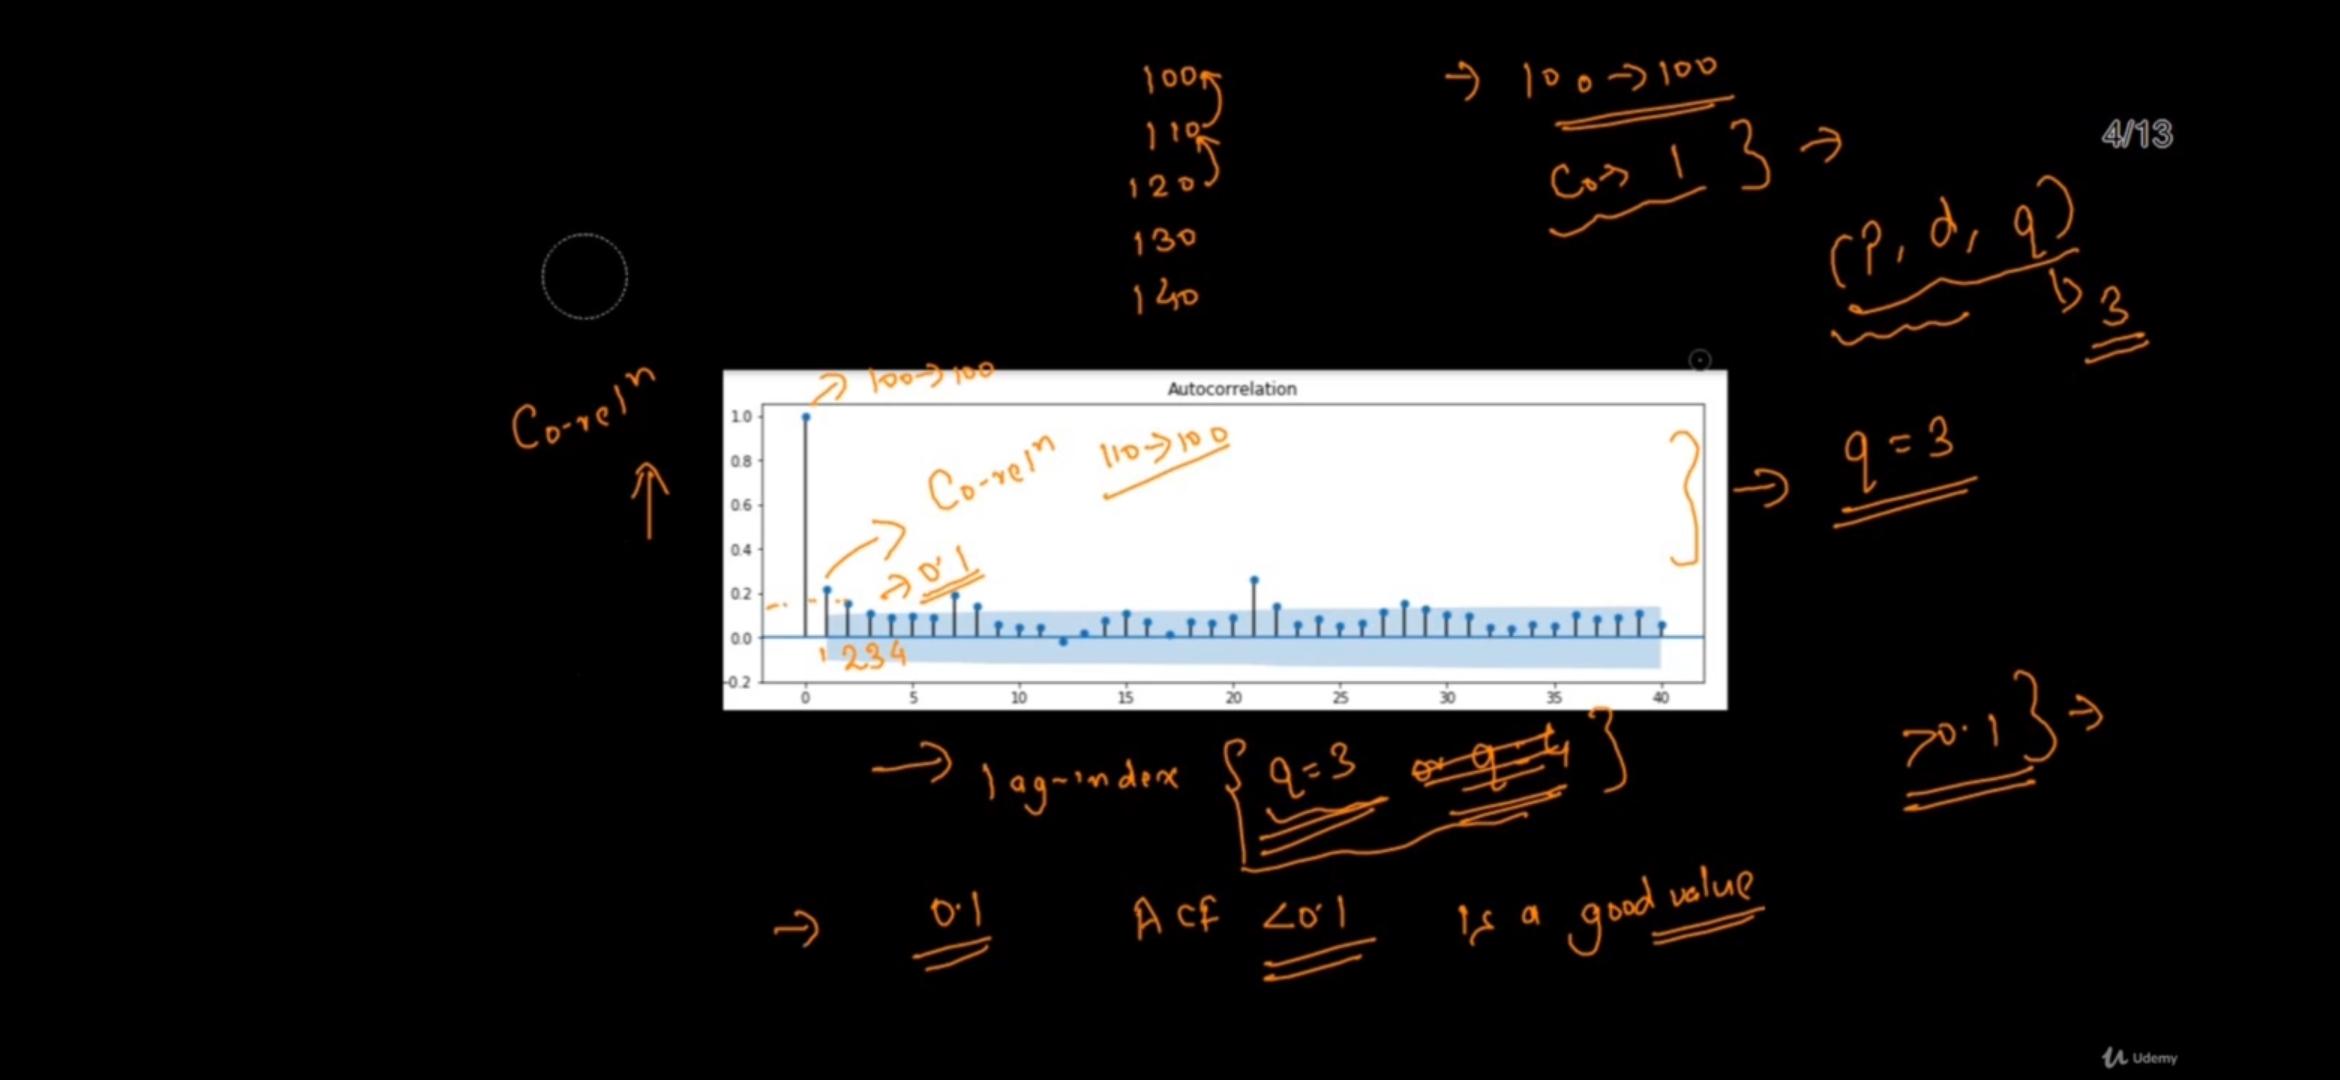 100
110
120
130
140
→ 100→100
Co→ 1 } →
4/13
(P, d, q)
↳ 3
Co-relⁿ
↑
→ 100→100
Autocorrelation
1.0
0.8
0.6
0.4
0.2
0.0
-0.2
Co-relⁿ 110→100
→ 0.1
1 2 3 4
0 5 10 15 20 25 30 35 40
} → q = 3
→ lag-index { q=3 or q=4 }
>0.1 } →
→ 0.1 ACF <0.1 is a good value
Udemy